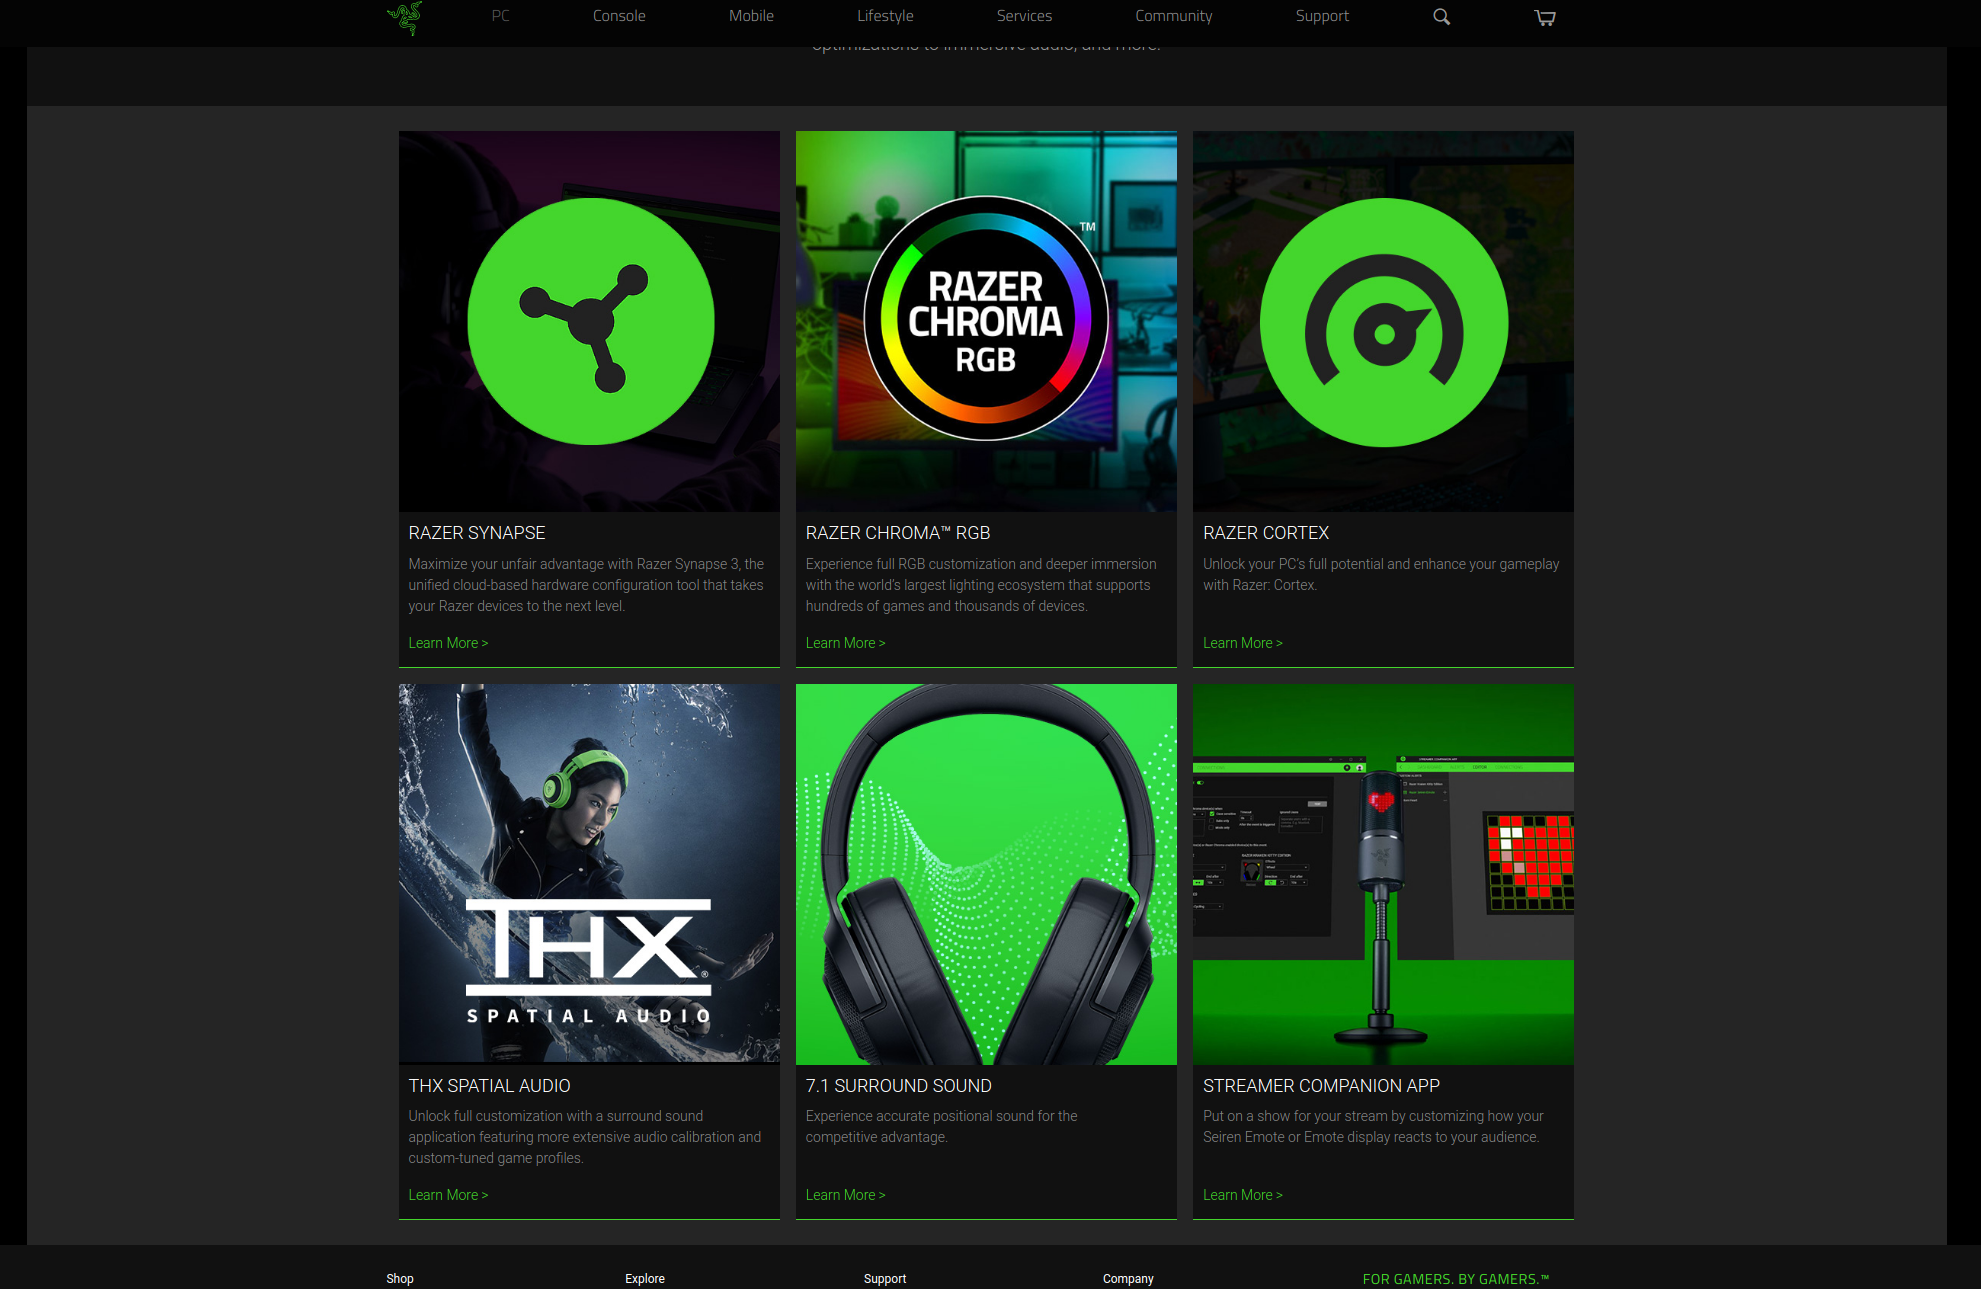 PC Console Mobile Lifestyle Services Community Support
optimizations to immersive audio, and more.
TM
RAZER
CHROMA
RGB
RAZER SYNAPSE
Maximize your unfair advantage with Razer Synapse 3, the
unified cloud-based hardware configuration tool that takes
your Razer devices to the next level.
Learn More >
RAZER CHROMA™ RGB
Experience full RGB customization and deeper immersion
with the world's largest lighting ecosystem that supports
hundreds of games and thousands of devices.
Learn More >
RAZER CORTEX
Unlock your PC's full potential and enhance your gameplay
with Razer: Cortex.
Learn More >
THX®
SPATIAL AUDIO
STREAMER COMPANION APP
THX SPATIAL AUDIO
Unlock full customization with a surround sound
application featuring more extensive audio calibration and
custom-tuned game profiles.
Learn More >
7.1 SURROUND SOUND
Experience accurate positional sound for the
competitive advantage.
Learn More >
STREAMER COMPANION APP
Put on a show for your stream by customizing how your
Seiren Emote or Emote display reacts to your audience.
Learn More >
Shop Explore Support Company FOR GAMERS. BY GAMERS.™